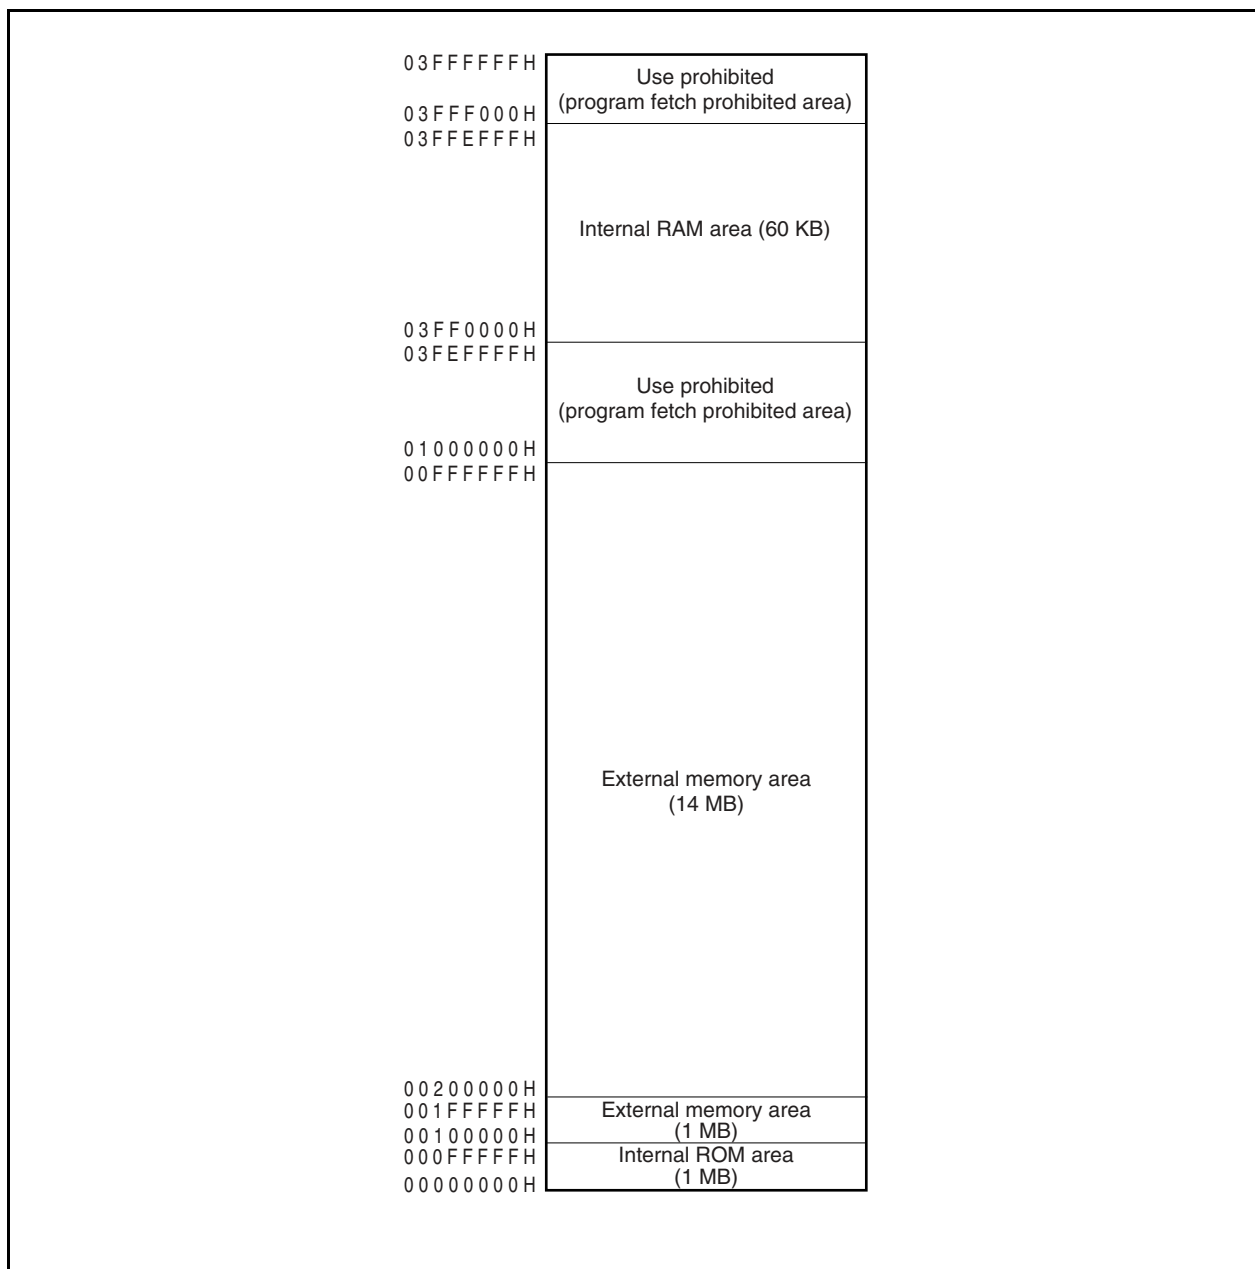 03FFFFFFH
Use prohibited
(program fetch prohibited area)
03FFF000H
03FFEFFFH
Internal RAM area (60 KB)
03FF0000H
03FEFFFFH
Use prohibited
(program fetch prohibited area)
01000000H
00FFFFFFH
External memory area
(14 MB)
00200000H
001FFFFFH
External memory area
(1 MB)
00100000H
000FFFFFH
Internal ROM area
(1 MB)
00000000H